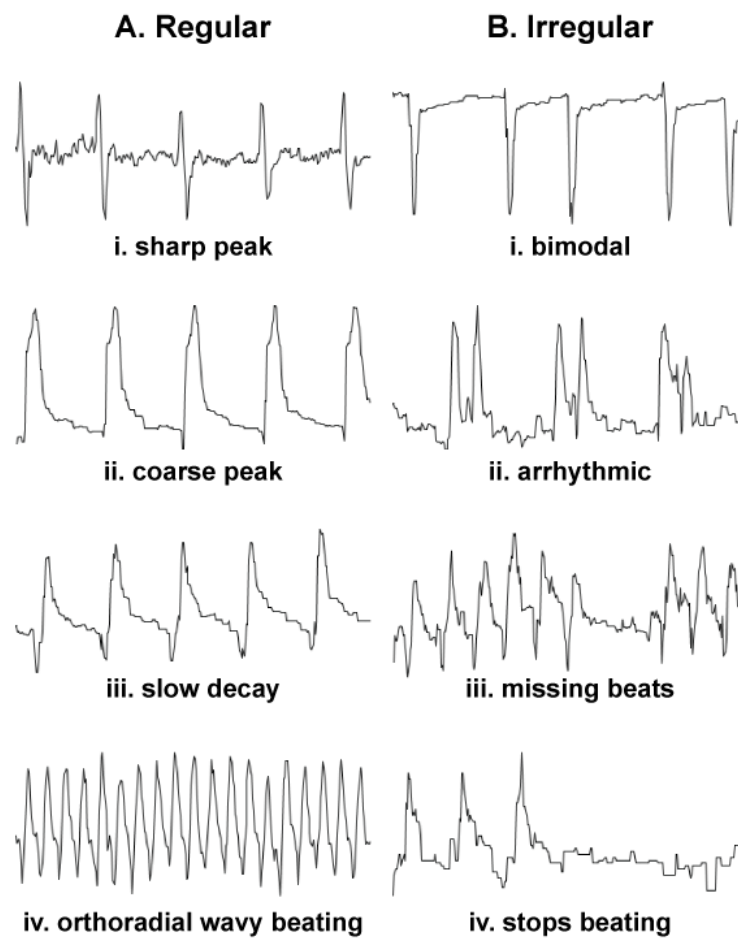 A. Regular
B. Irregular
i. sharp peak
i. bimodal
ii. coarse peak
ii. arrhythmic
iii. slow decay
iii. missing beats
iv. orthoradial wavy beating
iv. stops beating